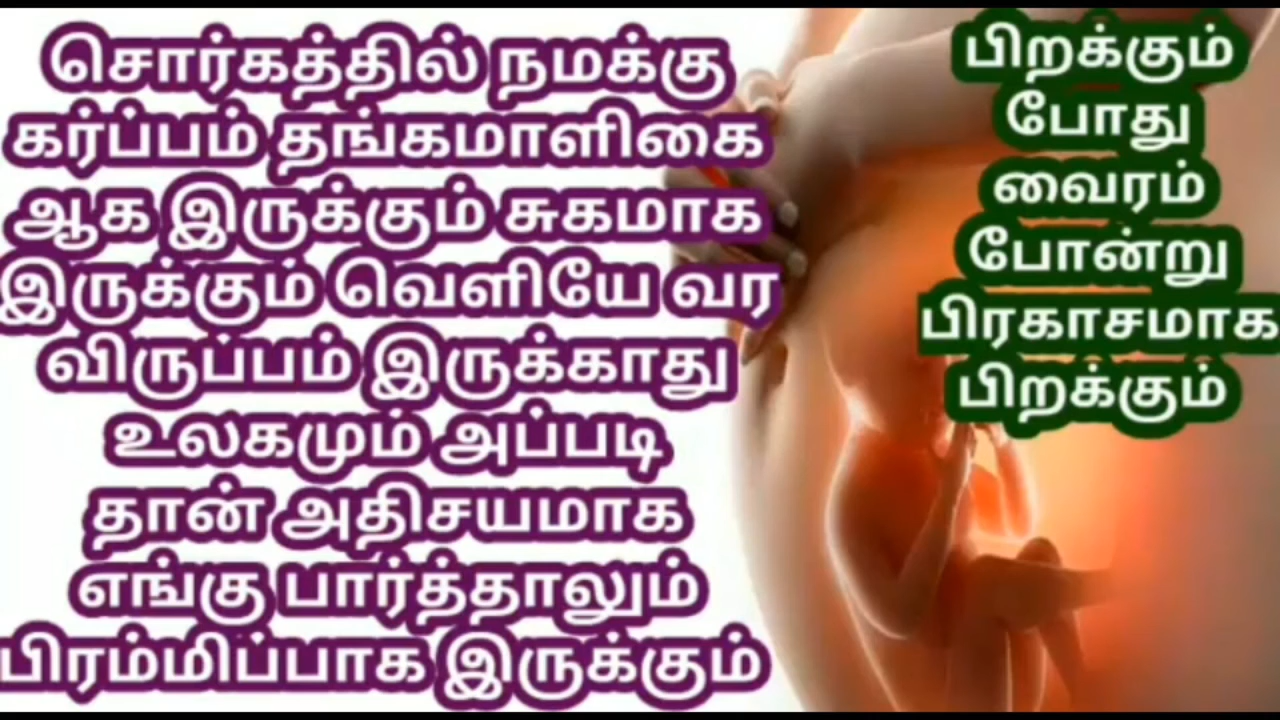 சொர்கத்தில் நமக்கு
கர்ப்பம் தங்கமாளிகை
ஆக இருக்கும் சுகமாக
இருக்கும் வெளியே வர
விருப்பம் இருக்காது
உலகமும் அப்படி
தான் அதிசயமாக
எங்கு பார்த்தாலும்
பிரம்மிப்பாக இருக்கும்
பிறக்கும்
போது
வைரம்
போன்று
பிரகாசமாக
பிறக்கும்